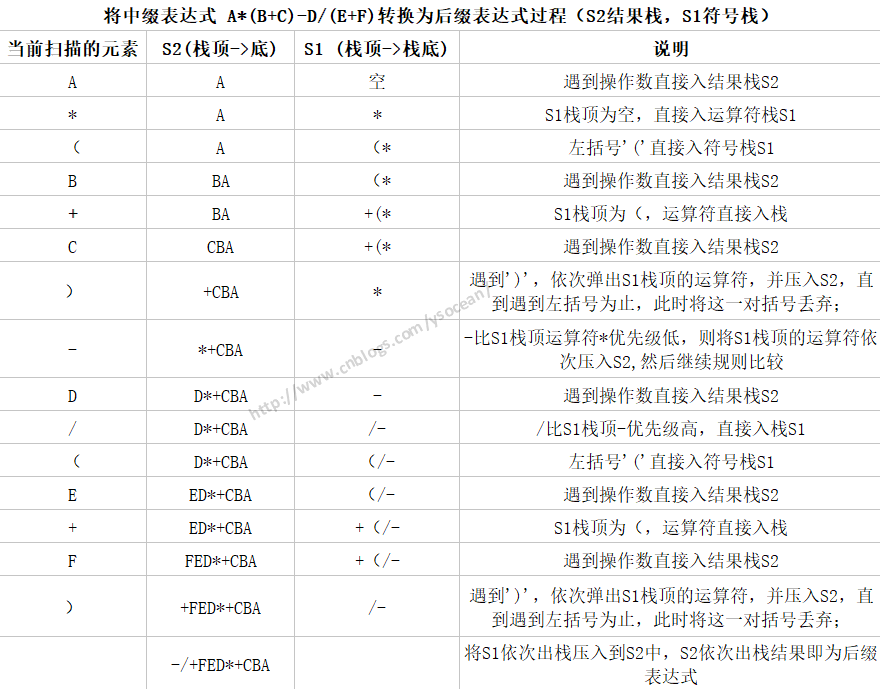 将中缀表达式 A*(B+C)-D/(E+F)转换为后缀表达式过程（S2结果栈，S1符号栈）
当前扫描的元素 S2(栈顶->底) S1 (栈顶->栈底) 说明
A A 空 遇到操作数直接入结果栈S2
* A * S1栈顶为空，直接入运算符栈S1
（ A （* 左括号'('直接入符号栈S1
B BA （* 遇到操作数直接入结果栈S2
+ BA +(* S1栈顶为（，运算符直接入栈
C CBA +(* 遇到操作数直接入结果栈S2
） +CBA * 遇到')'，依次弹出S1栈顶的运算符，并压入S2，直
到遇到左括号为止，此时将这一对括号丢弃；
- *+CBA - -比S1栈顶运算符*优先级低，则将S1栈顶的运算符依
次压入S2,然后继续规则比较
D D*+CBA - 遇到操作数直接入结果栈S2
/ D*+CBA /- /比S1栈顶-优先级高，直接入栈S1
（ D*+CBA （/- 左括号'('直接入符号栈S1
E ED*+CBA （/- 遇到操作数直接入结果栈S2
+ ED*+CBA +（/- S1栈顶为（，运算符直接入栈
F FED*+CBA +（/- 遇到操作数直接入结果栈S2
） +FED*+CBA /- 遇到')'，依次弹出S1栈顶的运算符，并压入S2，直
到遇到左括号为止，此时将这一对括号丢弃；
-/+FED*+CBA 将S1依次出栈压入到S2中，S2依次出栈结果即为后缀
表达式
http://www.cnblogs.com/ysocean/